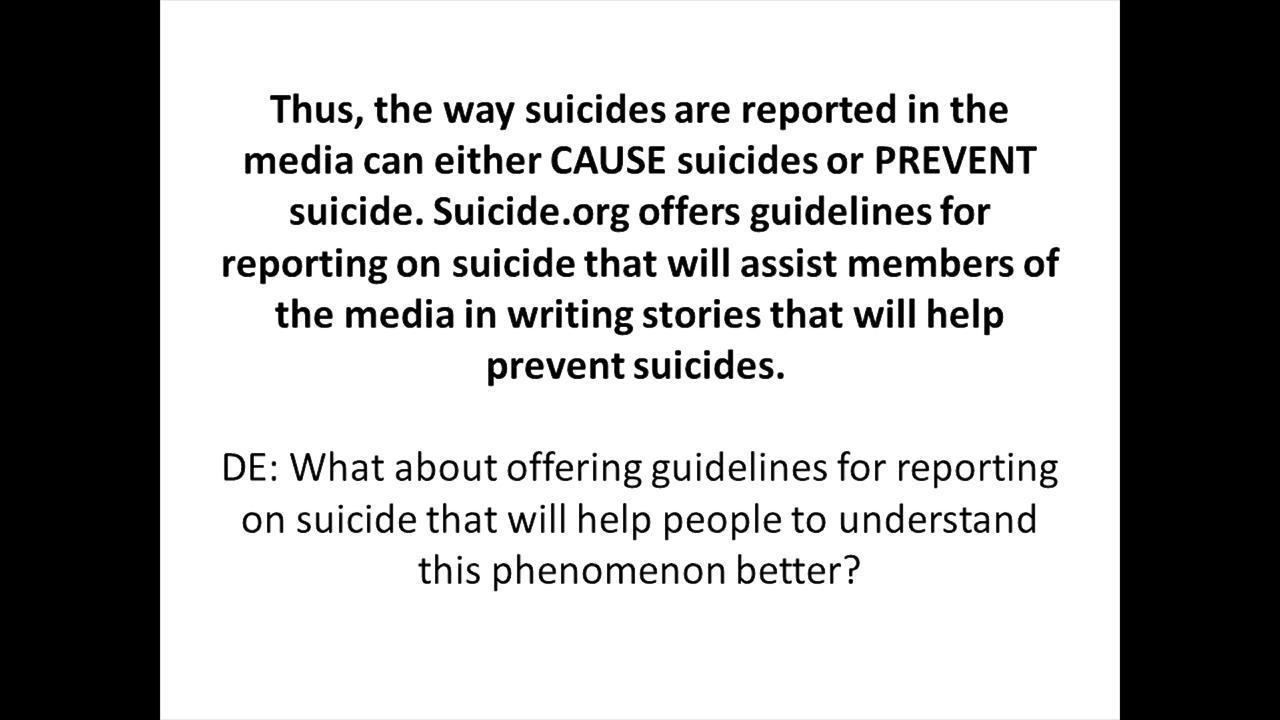 Thus, the way suicides are reported in the
media can either CAUSE suicides or PREVENT
suicide. Suicide.org offers guidelines for
reporting on suicide that will assist members of
the media in writing stories that will help
prevent suicides.
DE: What about offering guidelines for reporting
on suicide that will help people to understand
this phenomenon better?